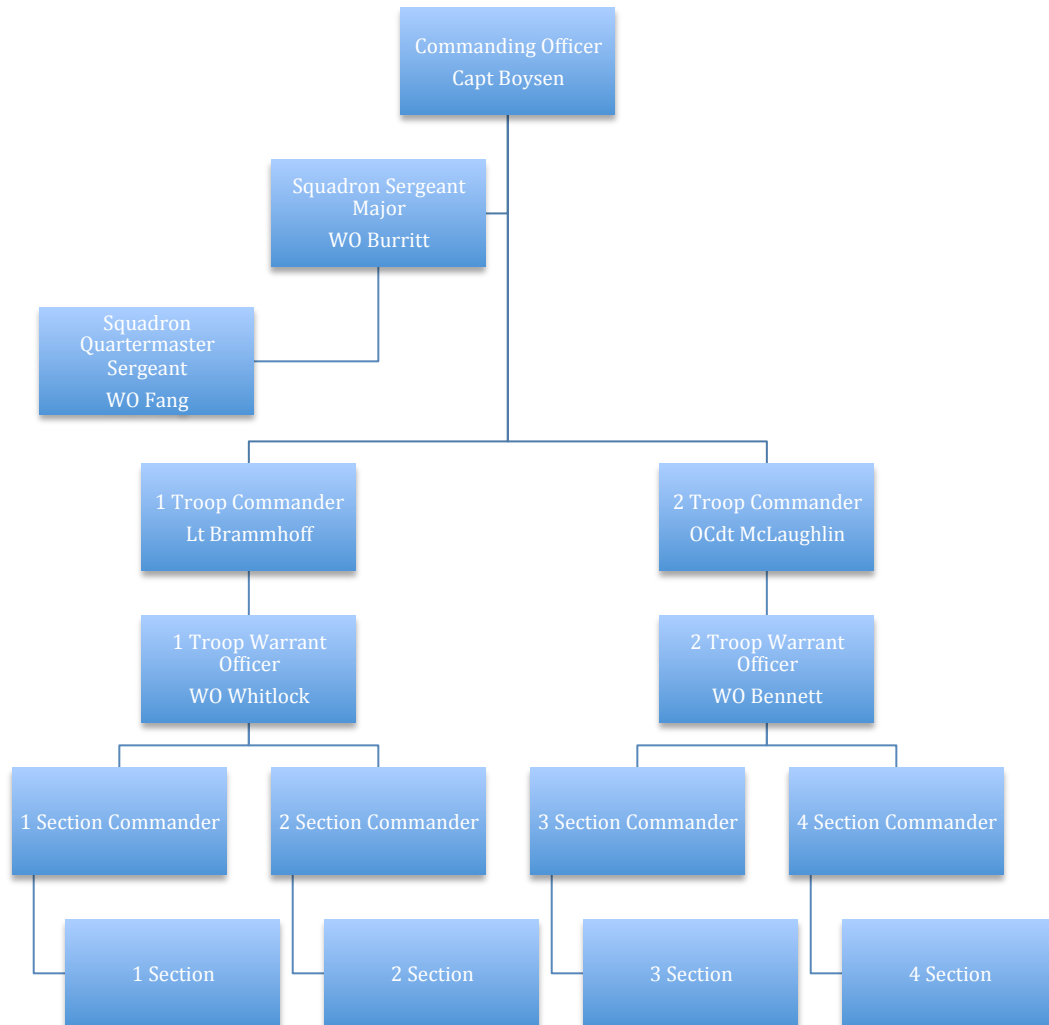 Commanding Officer
Capt Boysen
Squadron Sergeant
Major
WO Burritt
Squadron
Quartermaster
Sergeant
WO Fang
1 Troop Commander
Lt Brammhoff
2 Troop Commander
OCdt McLaughlin
1 Troop Warrant
Officer
WO Whitlock
2 Troop Warrant
Officer
WO Bennett
1 Section Commander
2 Section Commander
3 Section Commander
4 Section Commander
1 Section
2 Section
3 Section
4 Section